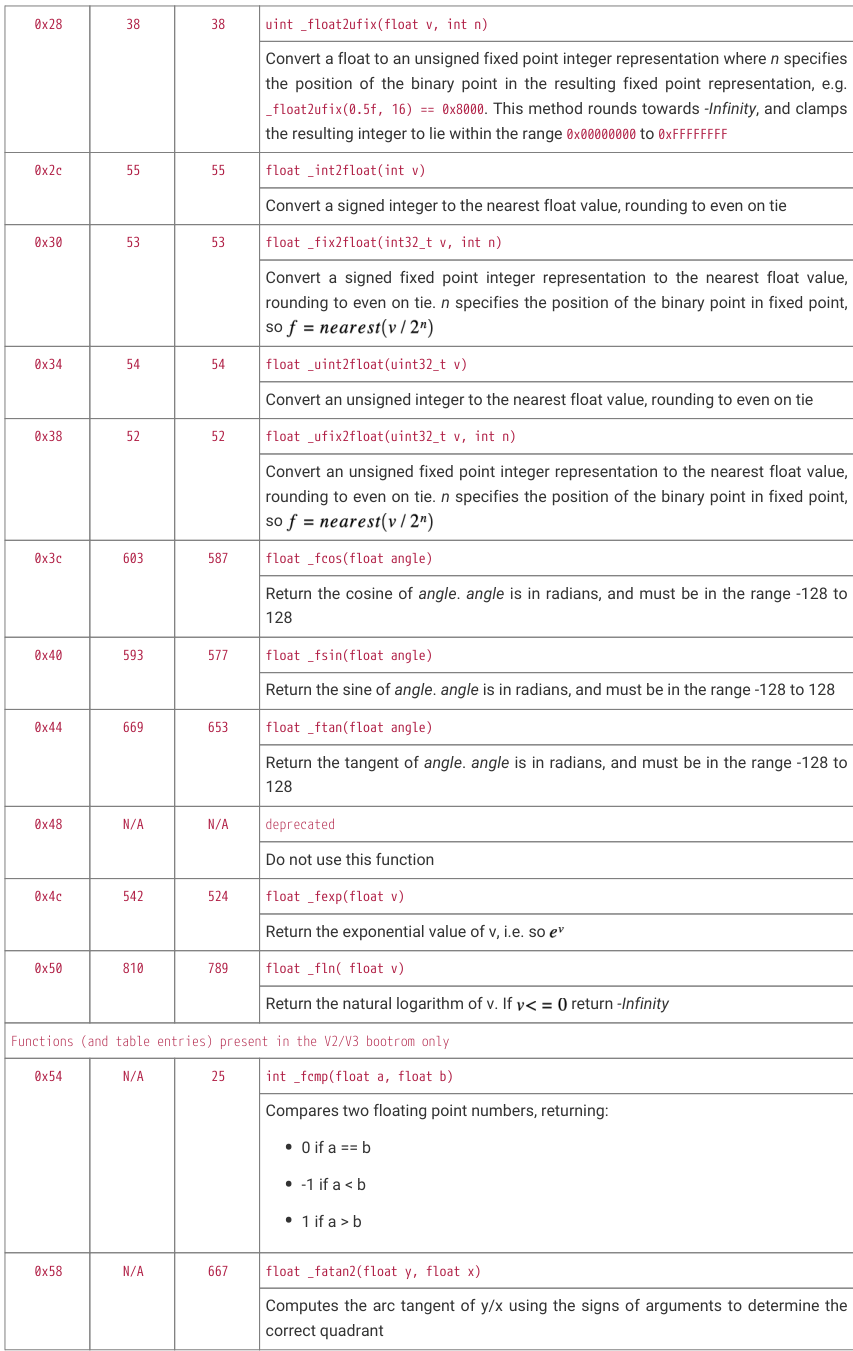 0x28 38 38 uint _float2ufix(float v, int n)
Convert a float to an unsigned fixed point integer representation where n specifies
the position of the binary point in the resulting fixed point representation, e.g.
_float2ufix(0.5f, 16) == 0x8000. This method rounds towards -Infinity, and clamps
the resulting integer to lie within the range 0x00000000 to 0xFFFFFFFF
0x2c 55 55 float _int2float(int v)
Convert a signed integer to the nearest float value, rounding to even on tie
0x30 53 53 float _fix2float(int32_t v, int n)
Convert a signed fixed point integer representation to the nearest float value,
rounding to even on tie. n specifies the position of the binary point in fixed point,
so f = nearest(v / 2ⁿ)
0x34 54 54 float _uint2float(uint32_t v)
Convert an unsigned integer to the nearest float value, rounding to even on tie
0x38 52 52 float _ufix2float(uint32_t v, int n)
Convert an unsigned fixed point integer representation to the nearest float value,
rounding to even on tie. n specifies the position of the binary point in fixed point,
so f = nearest(v / 2ⁿ)
0x3c 603 587 float _fcos(float angle)
Return the cosine of angle. angle is in radians, and must be in the range -128 to
128
0x40 593 577 float _fsin(float angle)
Return the sine of angle. angle is in radians, and must be in the range -128 to 128
0x44 669 653 float _ftan(float angle)
Return the tangent of angle. angle is in radians, and must be in the range -128 to
128
0x48 N/A N/A deprecated
Do not use this function
0x4c 542 524 float _fexp(float v)
Return the exponential value of v, i.e. so eᵛ
0x50 810 789 float _fln( float v)
Return the natural logarithm of v. If v< = 0 return -Infinity
Functions (and table entries) present in the V2/V3 bootrom only
0x54 N/A 25 int _fcmp(float a, float b)
Compares two floating point numbers, returning:
• 0 if a == b
• -1 if a < b
• 1 if a > b
0x58 N/A 667 float _fatan2(float y, float x)
Computes the arc tangent of y/x using the signs of arguments to determine the
correct quadrant